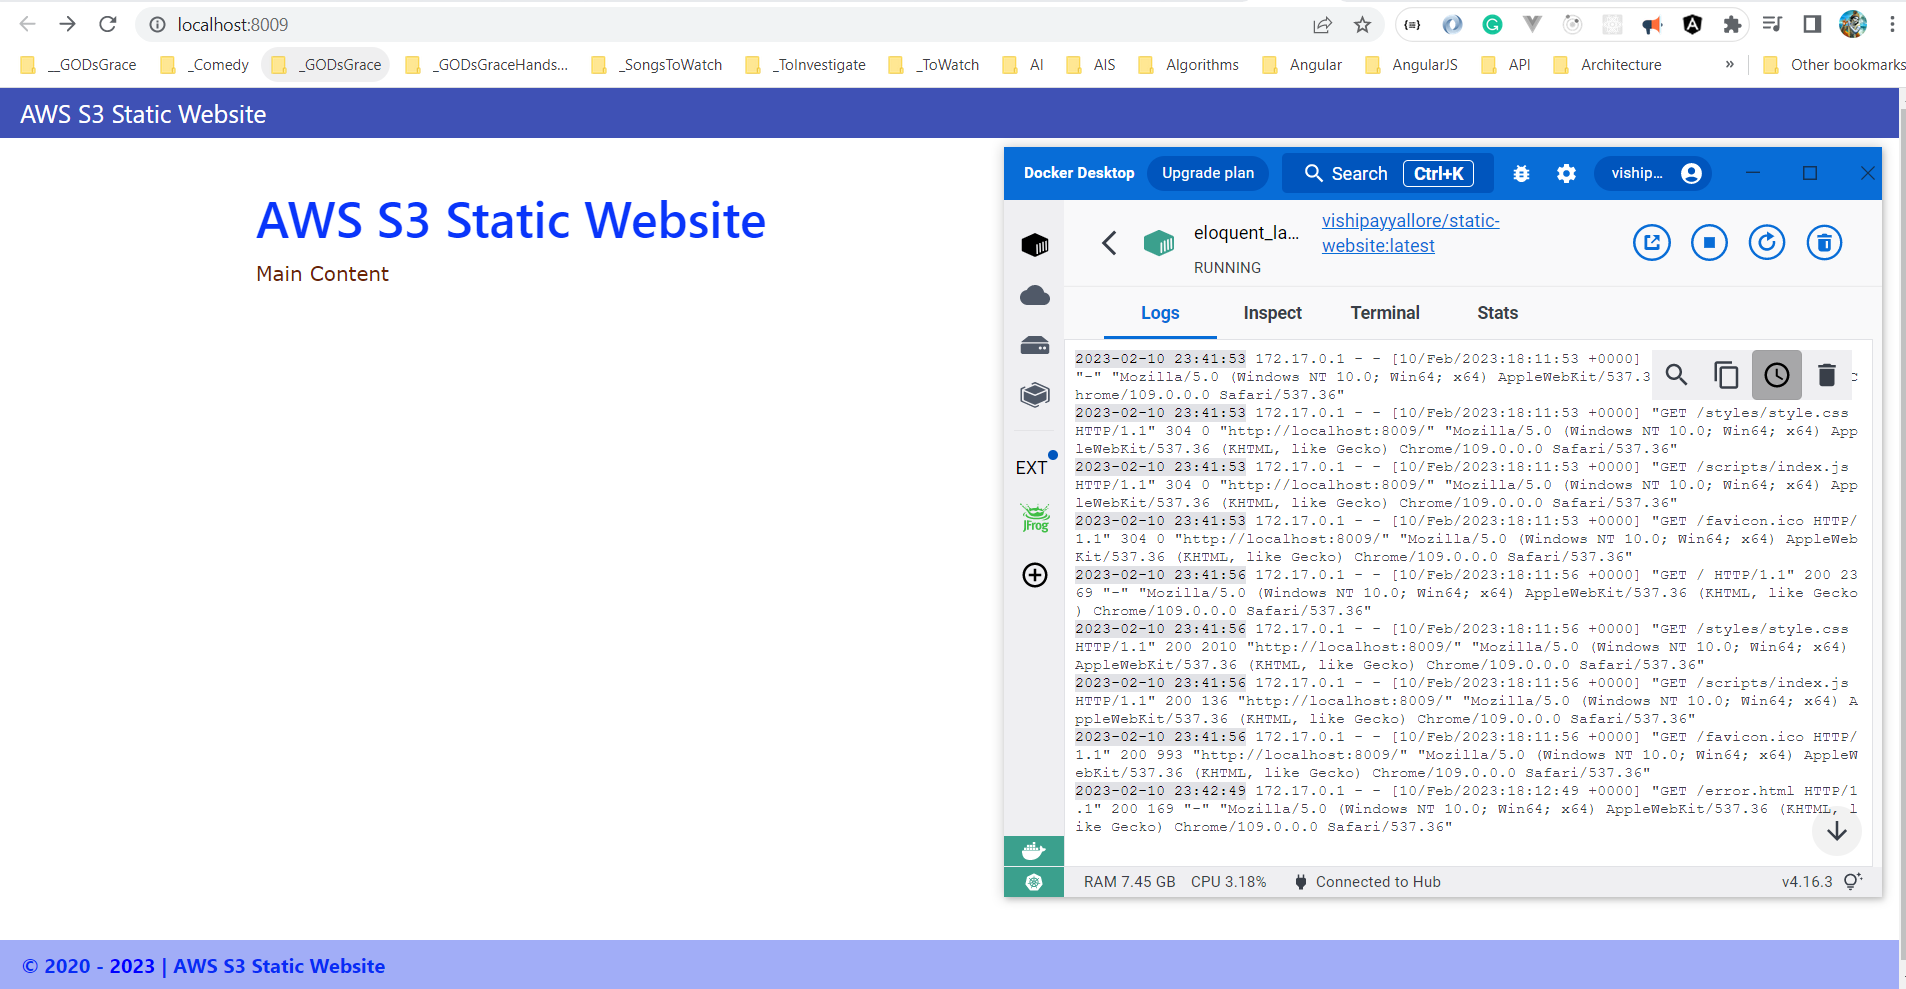 localhost:8009
__GODsGrace
_Comedy
_GODsGrace
_GODsGraceHands...
_SongsToWatch
_ToInvestigate
_ToWatch
AI
AIS
Algorithms
Angular
AngularJS
API
Architecture
»
Other bookmarks
AWS S3 Static Website
AWS S3 Static Website
Main Content
Docker Desktop
Upgrade plan
Search
Ctrl+K
viship...
eloquent_la...
RUNNING
vishipayyallore/static-
website:latest
Logs
Inspect
Terminal
Stats
2023-02-10 23:41:53 172.17.0.1 - - [10/Feb/2023:18:11:53 +0000]
"-" "Mozilla/5.0 (Windows NT 10.0; Win64; x64) AppleWebKit/537.3
hrome/109.0.0.0 Safari/537.36"
2023-02-10 23:41:53 172.17.0.1 - - [10/Feb/2023:18:11:53 +0000] "GET /styles/style.css
HTTP/1.1" 304 0 "http://localhost:8009/" "Mozilla/5.0 (Windows NT 10.0; Win64; x64) App
leWebKit/537.36 (KHTML, like Gecko) Chrome/109.0.0.0 Safari/537.36"
2023-02-10 23:41:53 172.17.0.1 - - [10/Feb/2023:18:11:53 +0000] "GET /scripts/index.js
HTTP/1.1" 304 0 "http://localhost:8009/" "Mozilla/5.0 (Windows NT 10.0; Win64; x64) App
leWebKit/537.36 (KHTML, like Gecko) Chrome/109.0.0.0 Safari/537.36"
2023-02-10 23:41:53 172.17.0.1 - - [10/Feb/2023:18:11:53 +0000] "GET /favicon.ico HTTP/
1.1" 304 0 "http://localhost:8009/" "Mozilla/5.0 (Windows NT 10.0; Win64; x64) AppleWeb
Kit/537.36 (KHTML, like Gecko) Chrome/109.0.0.0 Safari/537.36"
2023-02-10 23:41:56 172.17.0.1 - - [10/Feb/2023:18:11:56 +0000] "GET / HTTP/1.1" 200 23
69 "-" "Mozilla/5.0 (Windows NT 10.0; Win64; x64) AppleWebKit/537.36 (KHTML, like Gecko
) Chrome/109.0.0.0 Safari/537.36"
2023-02-10 23:41:56 172.17.0.1 - - [10/Feb/2023:18:11:56 +0000] "GET /styles/style.css
HTTP/1.1" 200 2010 "http://localhost:8009/" "Mozilla/5.0 (Windows NT 10.0; Win64; x64)
AppleWebKit/537.36 (KHTML, like Gecko) Chrome/109.0.0.0 Safari/537.36"
2023-02-10 23:41:56 172.17.0.1 - - [10/Feb/2023:18:11:56 +0000] "GET /scripts/index.js
HTTP/1.1" 200 136 "http://localhost:8009/" "Mozilla/5.0 (Windows NT 10.0; Win64; x64) A
ppleWebKit/537.36 (KHTML, like Gecko) Chrome/109.0.0.0 Safari/537.36"
2023-02-10 23:41:56 172.17.0.1 - - [10/Feb/2023:18:11:56 +0000] "GET /favicon.ico HTTP/
1.1" 200 993 "http://localhost:8009/" "Mozilla/5.0 (Windows NT 10.0; Win64; x64) AppleW
ebKit/537.36 (KHTML, like Gecko) Chrome/109.0.0.0 Safari/537.36"
2023-02-10 23:42:49 172.17.0.1 - - [10/Feb/2023:18:12:49 +0000] "GET /error.html HTTP/1
.1" 200 169 "-" "Mozilla/5.0 (Windows NT 10.0; Win64; x64) AppleWebKit/537.36 (KHTML, l
ike Gecko) Chrome/109.0.0.0 Safari/537.36"
EXT
JFrog
RAM 7.45 GB
CPU 3.18%
Connected to Hub
v4.16.3
© 2020 - 2023 | AWS S3 Static Website